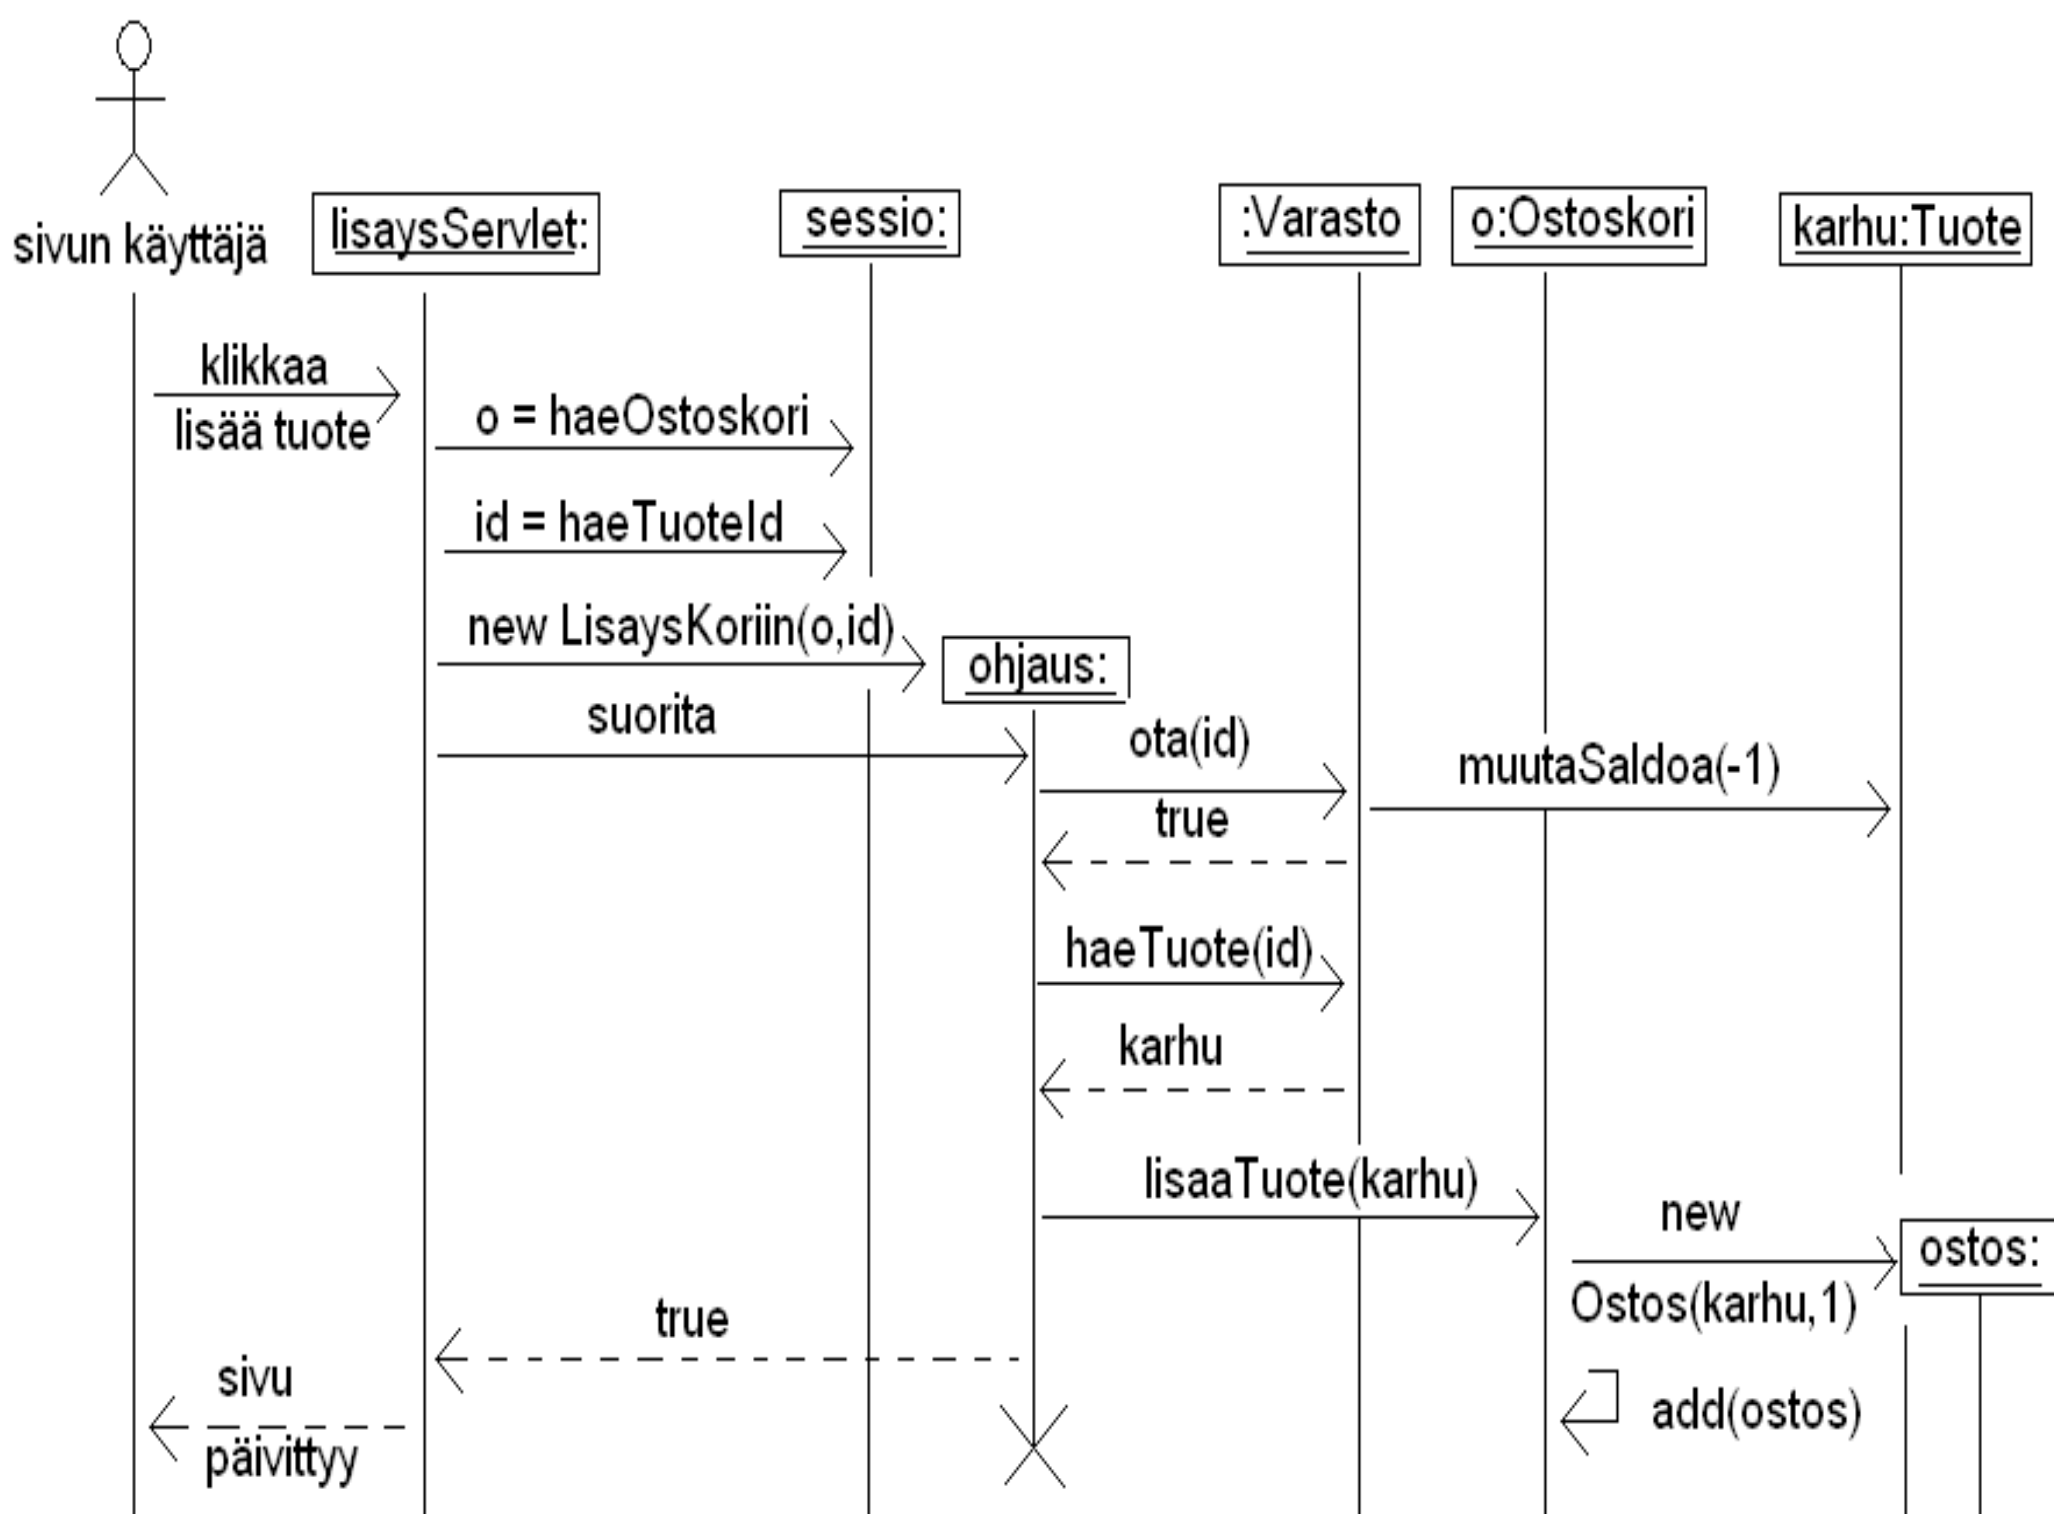 sivun käyttäjä
lisaysServlet:
sessio:
:Varasto
o:Ostoskori
karhu:Tuote
klikkaa
lisää tuote
o = haeOstoskori
id = haeTuoteId
new LisaysKoriin(o,id)
ohjaus:
suorita
ota(id)
muutaSaldoa(-1)
true
haeTuote(id)
karhu
lisaaTuote(karhu)
new
Ostos(karhu,1)
ostos:
true
add(ostos)
sivu
päivittyy